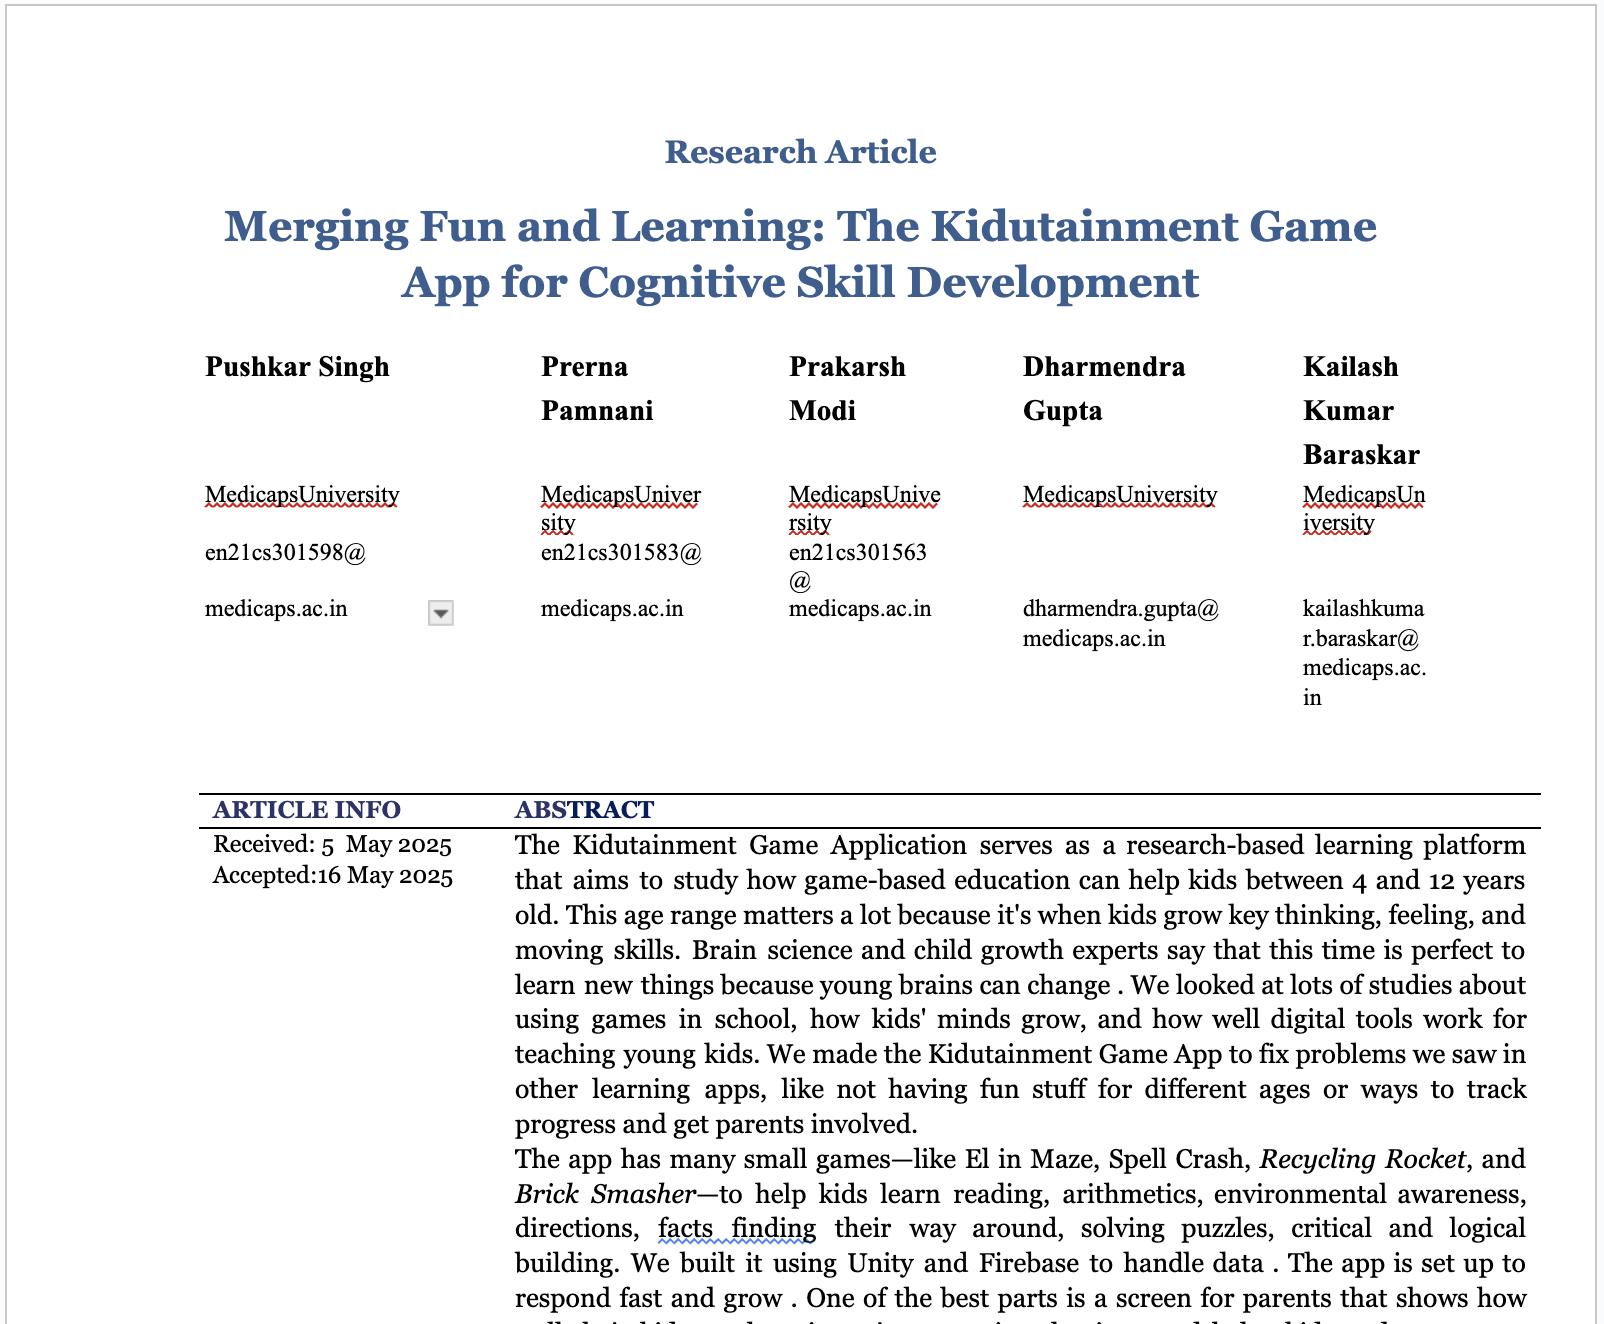 Research Article
Merging Fun and Learning: The Kidutainment Game
App for Cognitive Skill Development
Pushkar Singh
Prerna
Pamnani
Prakarsh
Modi
Dharmendra
Gupta
Kailash
Kumar
Baraskar
MedicapsUniversity
MedicapsUniver
sity
MedicapsUnive
rsity
MedicapsUniversity
MedicapsUn
iversity
en21cs301598@
en21cs301583@
en21cs301563
@
medicaps.ac.in
medicaps.ac.in
medicaps.ac.in
dharmendra.gupta@
medicaps.ac.in
kailashkuma
r.baraskar@
medicaps.ac.
in
ARTICLE INFO
Received: 5  May 2025
Accepted:16 May 2025
ABSTRACT
The Kidutainment Game Application serves as a research-based learning platform
that aims to study how game-based education can help kids between 4 and 12 years
old. This age range matters a lot because it's when kids grow key thinking, feeling, and
moving skills. Brain science and child growth experts say that this time is perfect to
learn new things because young brains can change . We looked at lots of studies about
using games in school, how kids' minds grow, and how well digital tools work for
teaching young kids. We made the Kidutainment Game App to fix problems we saw in
other learning apps, like not having fun stuff for different ages or ways to track
progress and get parents involved.
The app has many small games—like El in Maze, Spell Crash, Recycling Rocket, and
Brick Smasher—to help kids learn reading, arithmetics, environmental awareness,
directions, facts finding their way around, solving puzzles, critical and logical
building. We built it using Unity and Firebase to handle data . The app is set up to
respond fast and grow . One of the best parts is a screen for parents that shows how